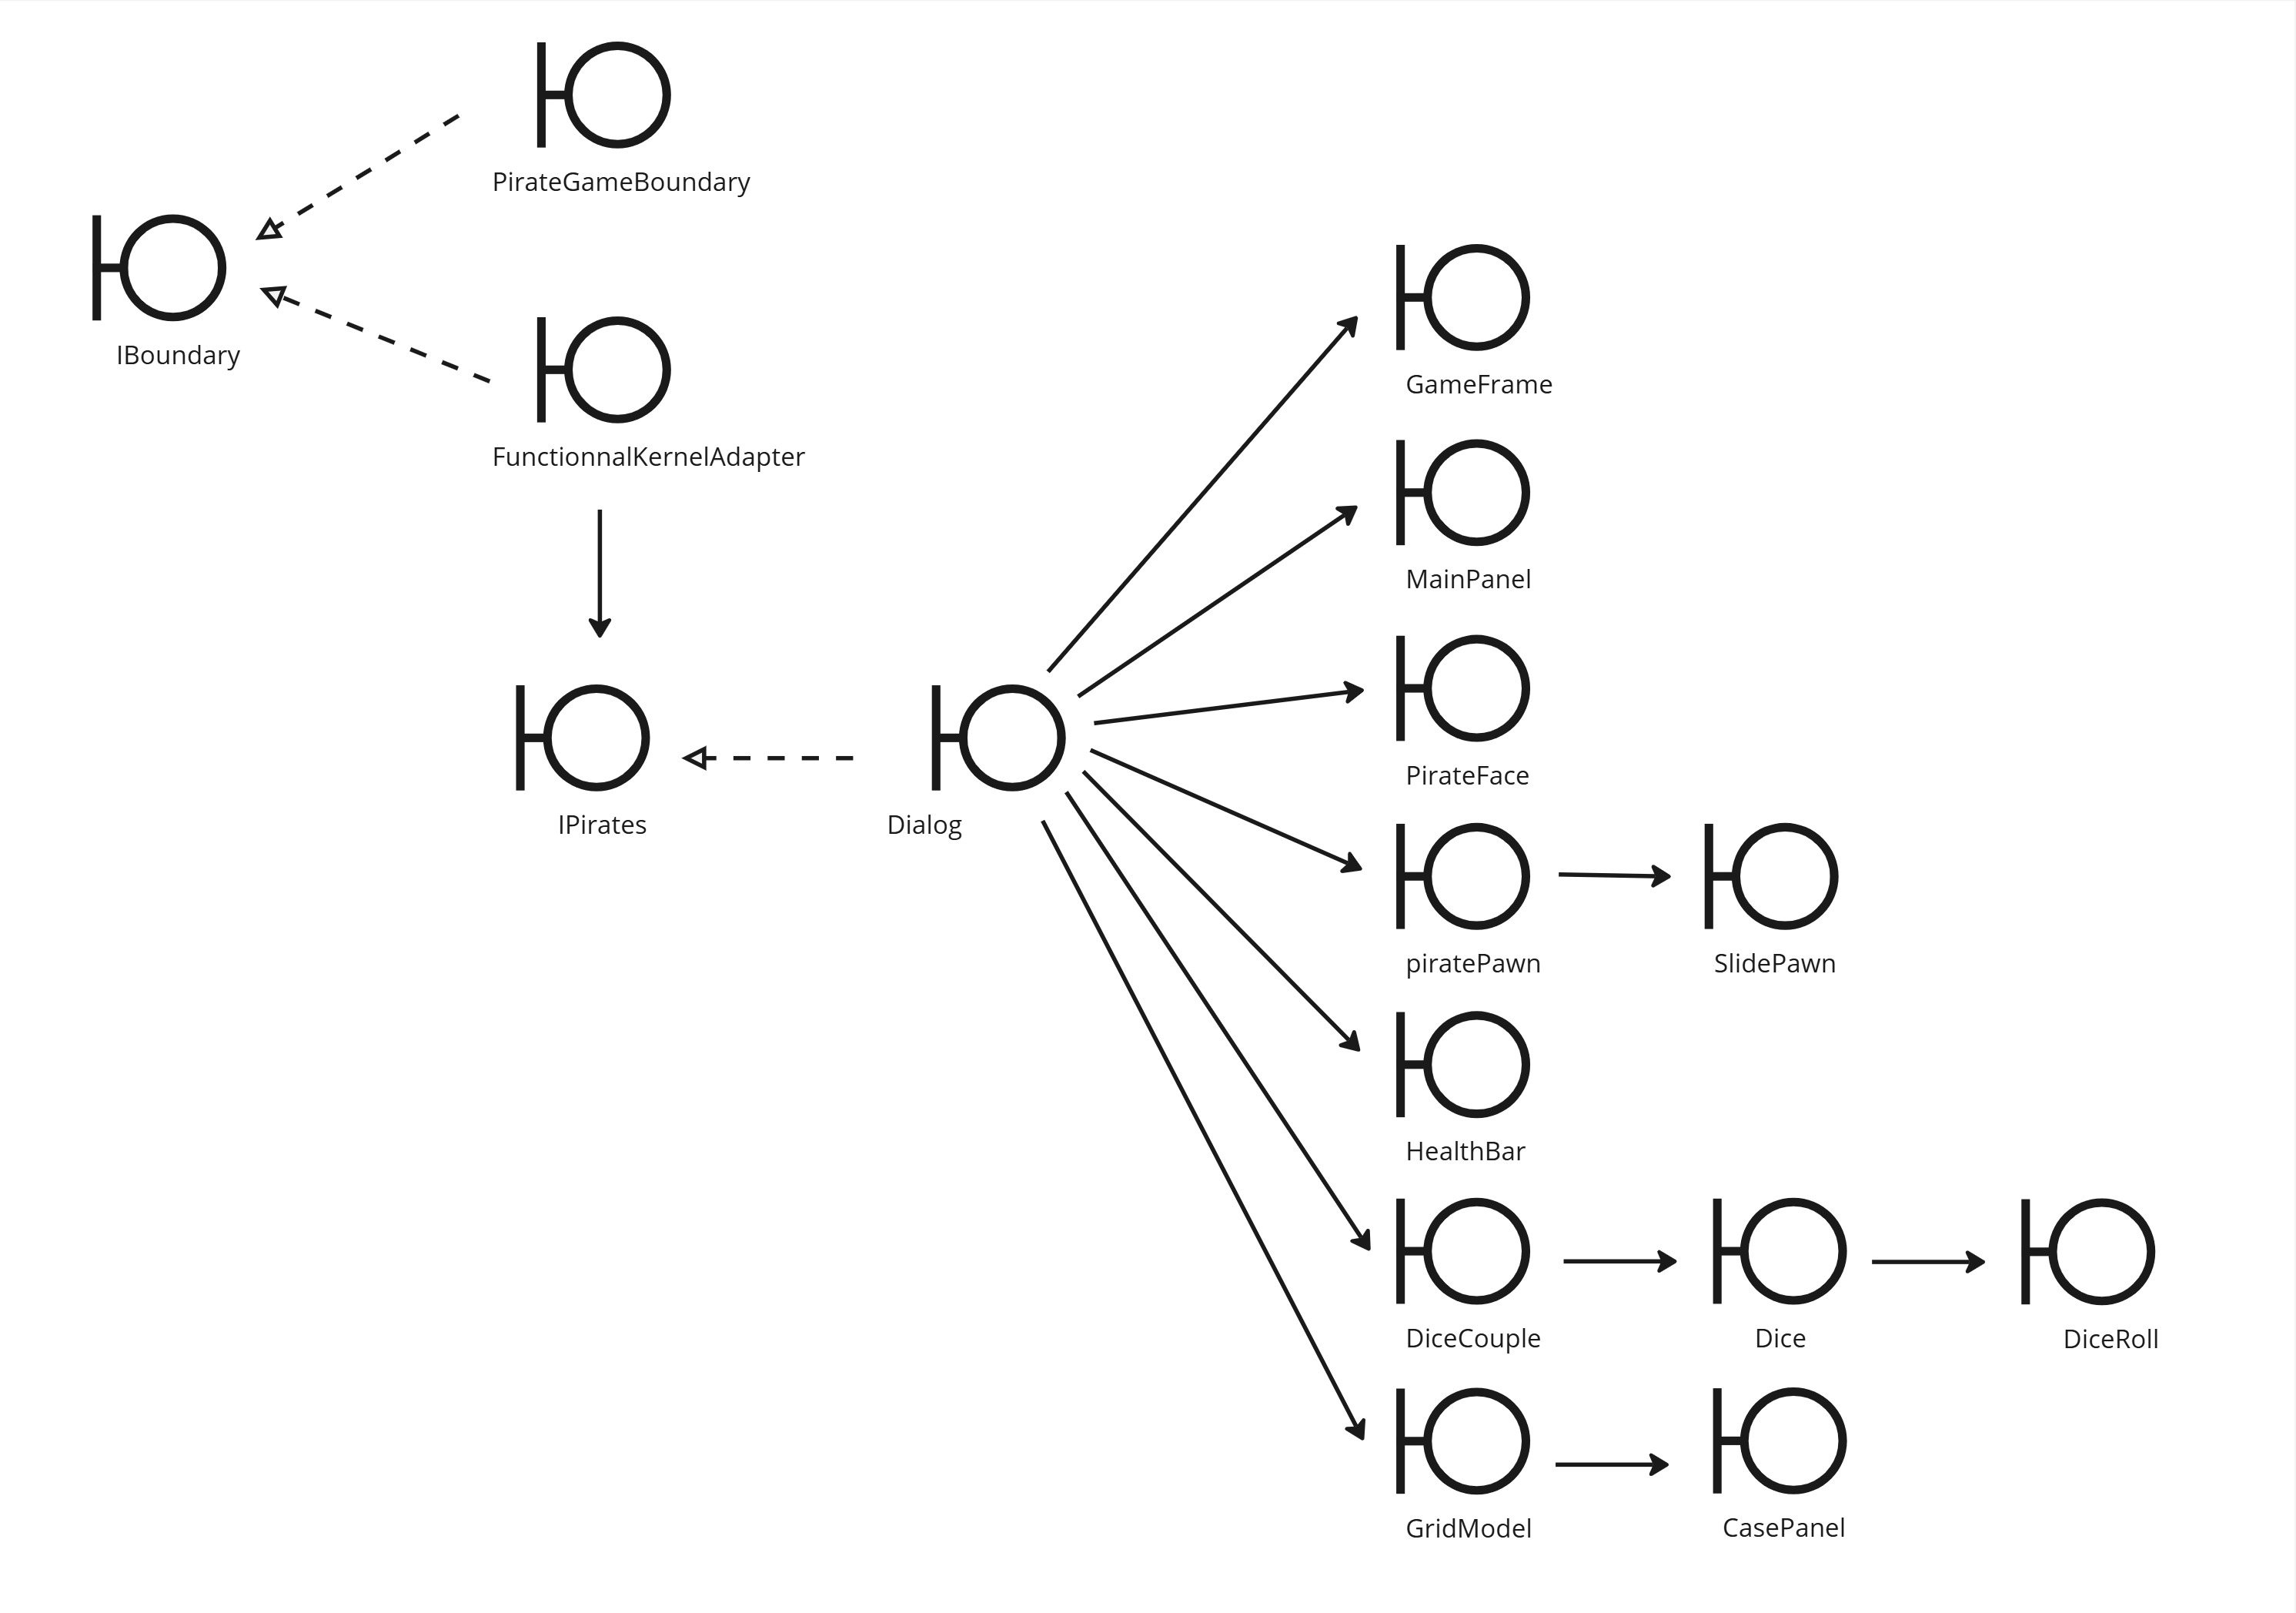 PirateGameBoundary
IBoundary
FunctionnalKernelAdapter
GameFrame
MainPanel
PirateFace
IPirates
Dialog
piratePawn
SlidePawn
HealthBar
DiceCouple
Dice
DiceRoll
GridModel
CasePanel